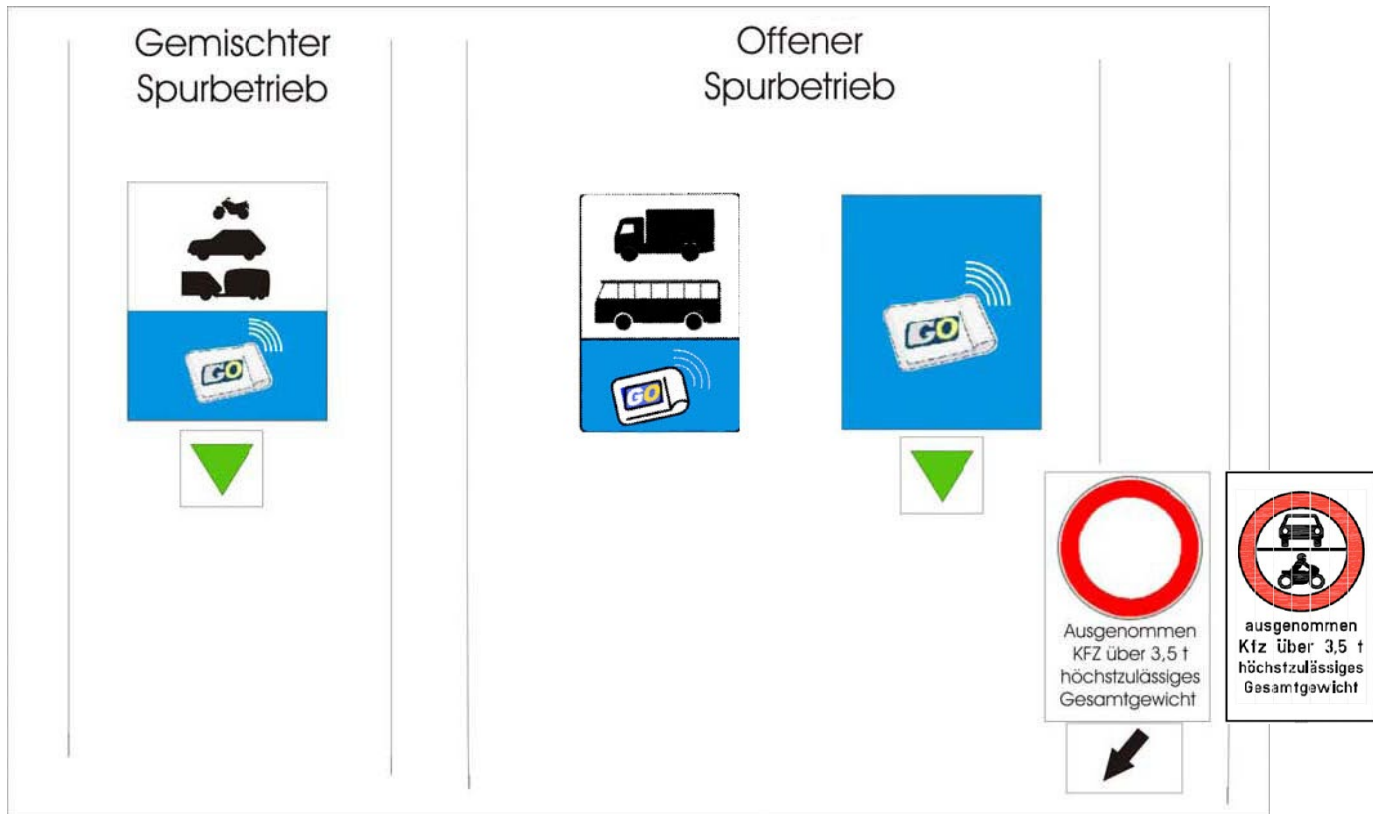 Gemischter
Spurbetrieb
Offener
Spurbetrieb
GO
GO
GO
Ausgenommen
KFZ über 3,5 t
höchstzulässiges
Gesamtgewicht
ausgenommen
Kfz über 3,5 t
höchstzulässiges
Gesamtgewicht